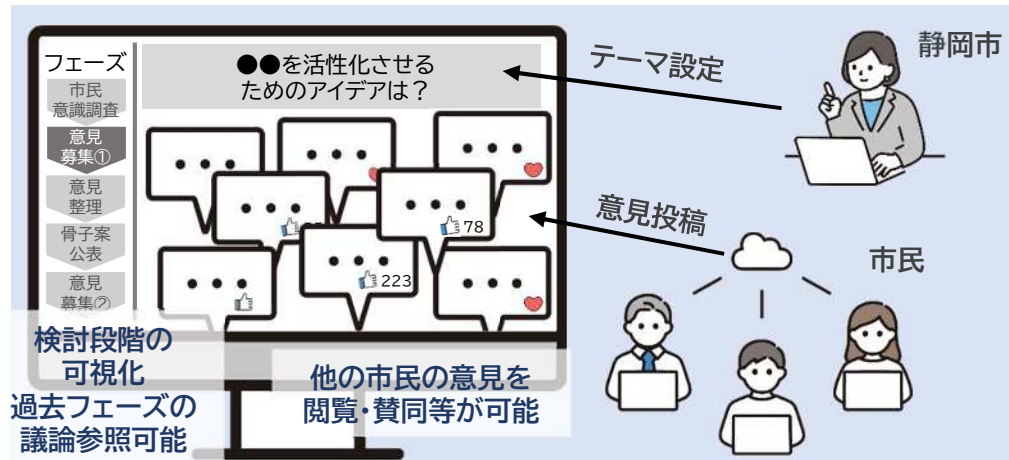 フェーズ
市民
意識調査
意見
募集①
意見
整理
骨子案
公表
意見
募集②
●●を活性化させる
ためのアイデアは？
78
223
テーマ設定
静岡市
意見投稿
市民
検討段階の
可視化
過去フェーズの
議論参照可能
他の市民の意見を
閲覧・賛同等が可能